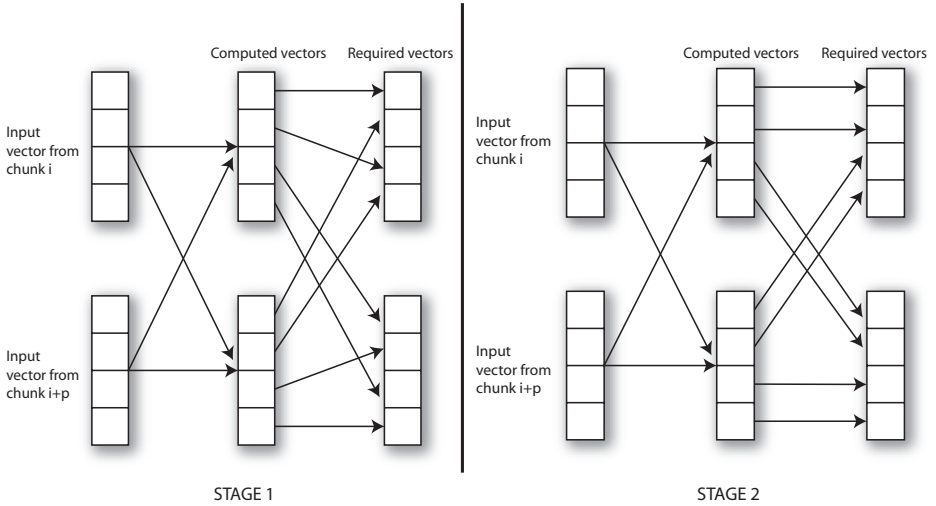 Computed vectors
Required vectors
Input
vector from
chunk i
Input
vector from
chunk i+p
STAGE 1
Computed vectors
Required vectors
Input
vector from
chunk i
Input
vector from
chunk i+p
STAGE 2